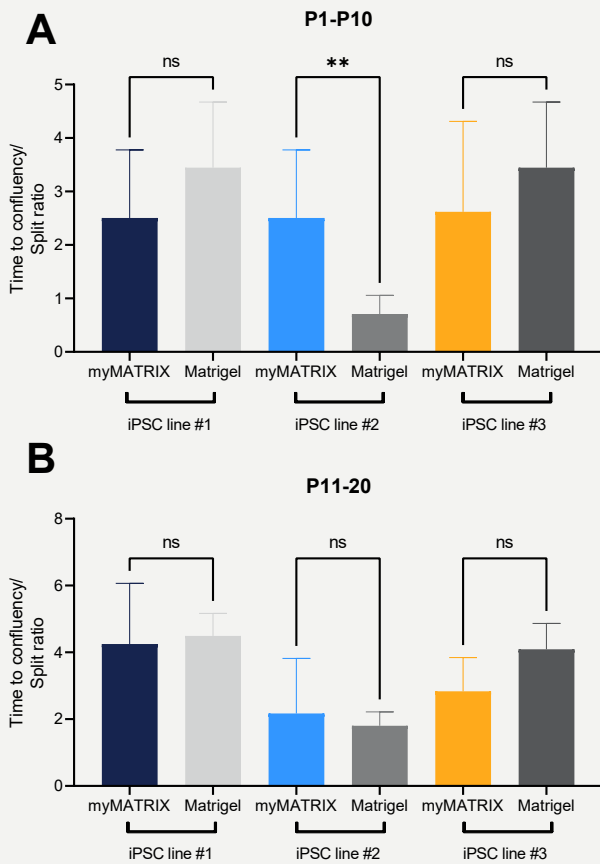 A
P1-P10
ns
**
ns
5
4
3
2
1
0
Time to confluency/
Split ratio
myMATRIX Matrigel myMATRIX Matrigel myMATRIX Matrigel
iPSC line #1 iPSC line #2 iPSC line #3
B
P11-20
ns
ns
ns
8
6
4
2
0
Time to confluency/
Split ratio
myMATRIX Matrigel myMATRIX Matrigel myMATRIX Matrigel
iPSC line #1 iPSC line #2 iPSC line #3